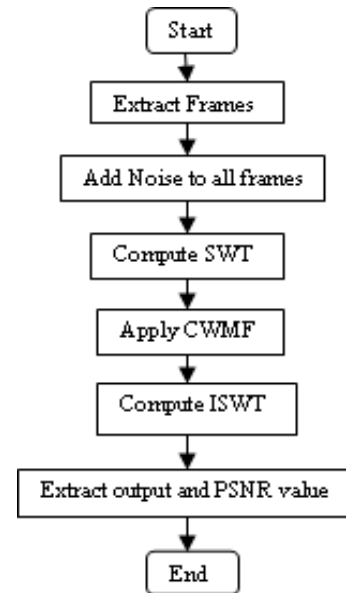 Start
Extract Frames
Add Noise to all frames
Compute SWT
Apply CWMF
Compute ISWT
Extract output and PSNR value
End